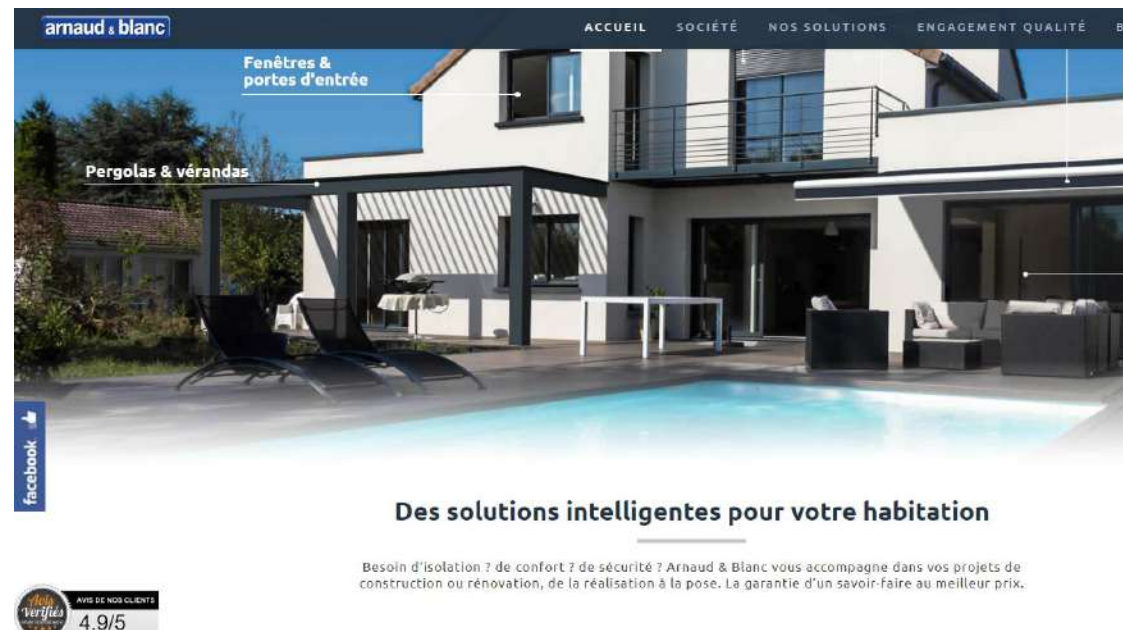 arnaud & blanc
ACCUEIL SOCIÉTÉ NOS SOLUTIONS ENGAGEMENT QUALITÉ B
Fenêtres &
portes d'entrée
Pergolas & vérandas
facebook
Des solutions intelligentes pour votre habitation
Besoin d'isolation ? de confort ? de sécurité ? Arnaud & Blanc vous accompagne dans vos projets de
construction ou rénovation, de la réalisation à la pose. La garantie d'un savoir-faire au meilleur prix.
Avis
Vérifiés
AVIS DE NOS CLIENTS
4.9/5